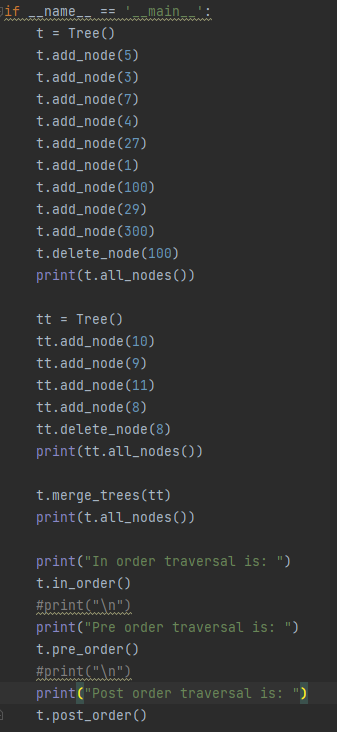 if __name__ == '__main__':
    t = Tree()
    t.add_node(5)
    t.add_node(3)
    t.add_node(7)
    t.add_node(4)
    t.add_node(27)
    t.add_node(1)
    t.add_node(100)
    t.add_node(29)
    t.add_node(300)
    t.delete_node(100)
    print(t.all_nodes())

    tt = Tree()
    tt.add_node(10)
    tt.add_node(9)
    tt.add_node(11)
    tt.add_node(8)
    tt.delete_node(8)
    print(tt.all_nodes())

    t.merge_trees(tt)
    print(t.all_nodes())

    print("In order traversal is: ")
    t.in_order()
    #print("\n")
    print("Pre order traversal is: ")
    t.pre_order()
    #print("\n")
    print("Post order traversal is: ")
    t.post_order()